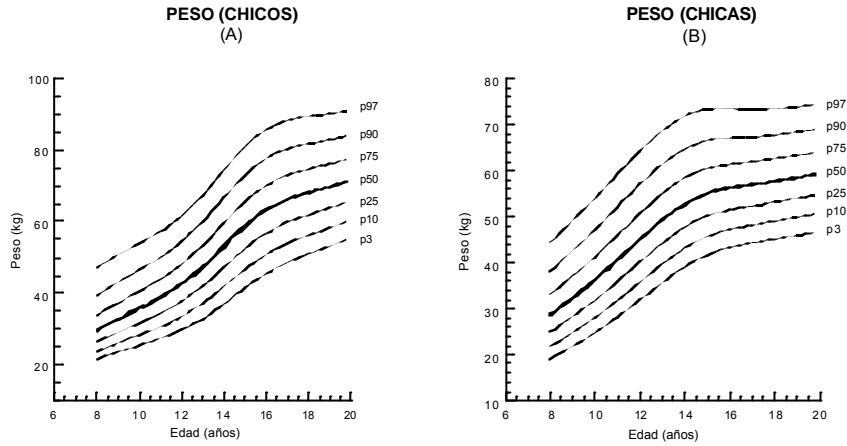 PESO (CHICOS)
(A)
100
80
60
40
20
Peso (kg)
6 8 10 12 14 16 18 20
Edad (años)
p97
p90
p75
p50
p25
p10
p3
PESO (CHICAS)
(B)
80
70
60
50
40
30
20
10
Peso (kg)
6 8 10 12 14 16 18 20
Edad (años)
p97
p90
p75
p50
p25
p10
p3